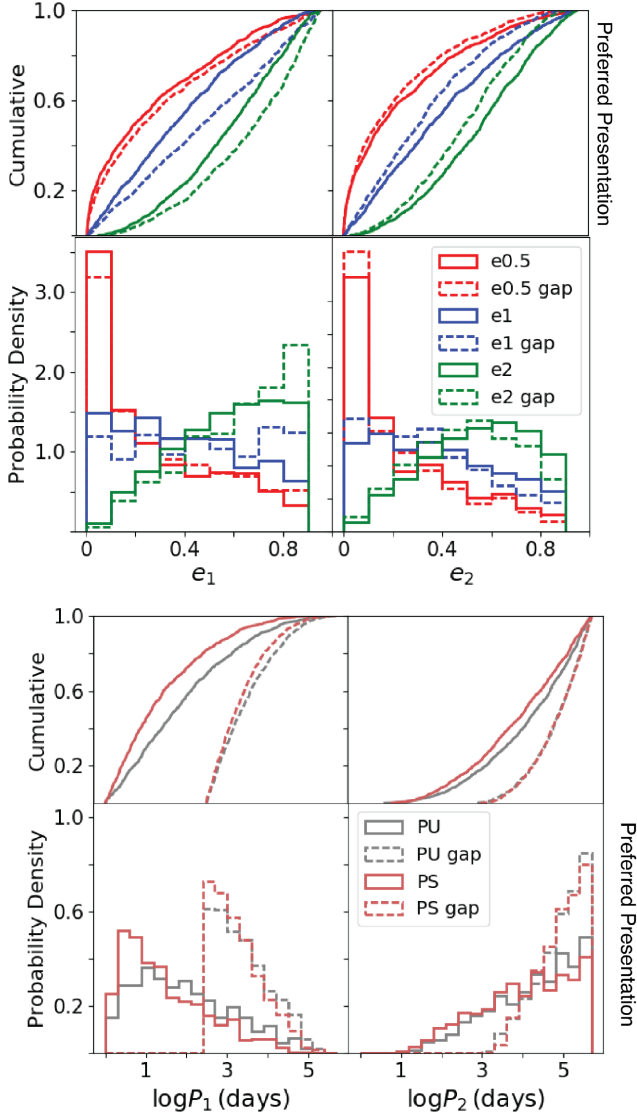 1.0
0.6
0.2
Cumulative
Preferred Presentation
3.0
2.0
1.0
Probability Density
e0.5
e0.5 gap
e1
e1 gap
e2
e2 gap
0 0.4 0.8 0 0.4 0.8
e₁ e₂
1.0
0.6
0.2
Cumulative
1.0
0.6
0.2
Probability Density
PU
PU gap
PS
PS gap
Preferred Presentation
1 3 5 1 3 5
logP₁ (days) logP₂ (days)